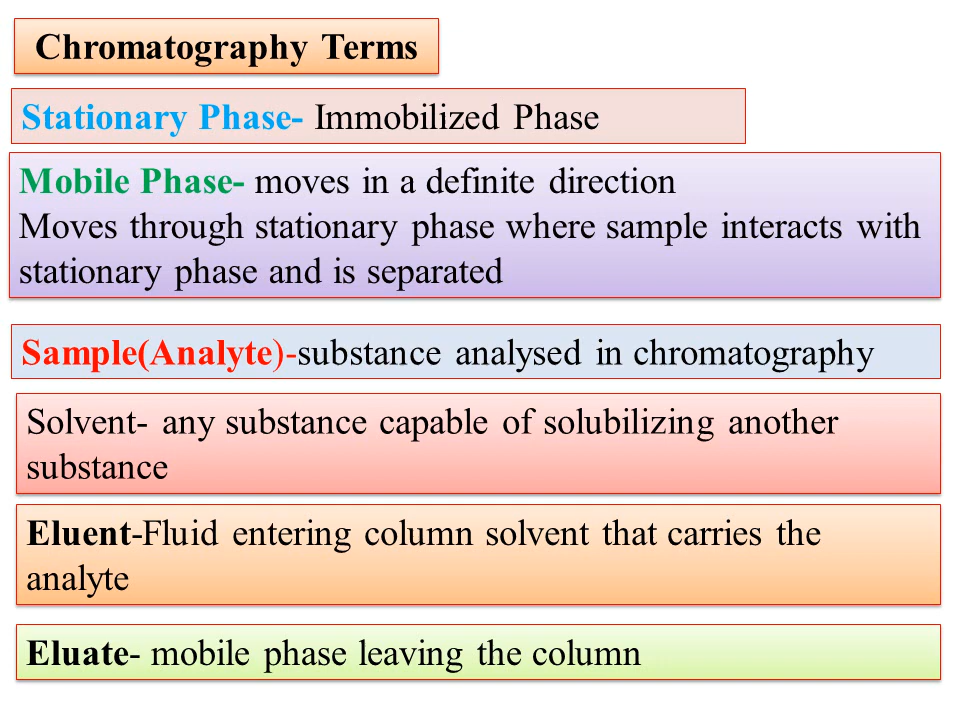 Chromatography Terms
Stationary Phase- Immobilized Phase
Mobile Phase- moves in a definite direction
Moves through stationary phase where sample interacts with
stationary phase and is separated
Sample(Analyte)-substance analysed in chromatography
Solvent- any substance capable of solubilizing another
substance
Eluent-Fluid entering column solvent that carries the
analyte
Eluate- mobile phase leaving the column